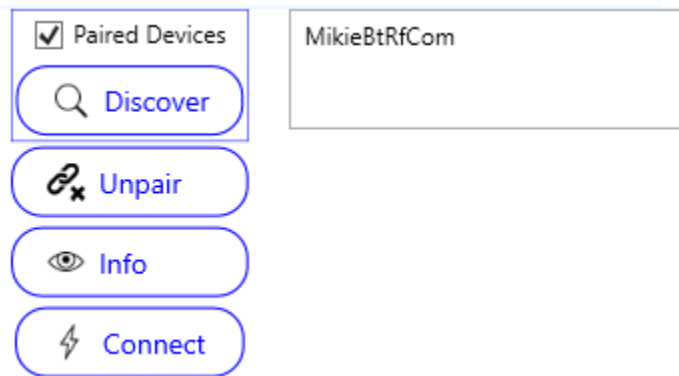 Paired Devices
MikieBtRfCom
Discover
Unpair
Info
Connect